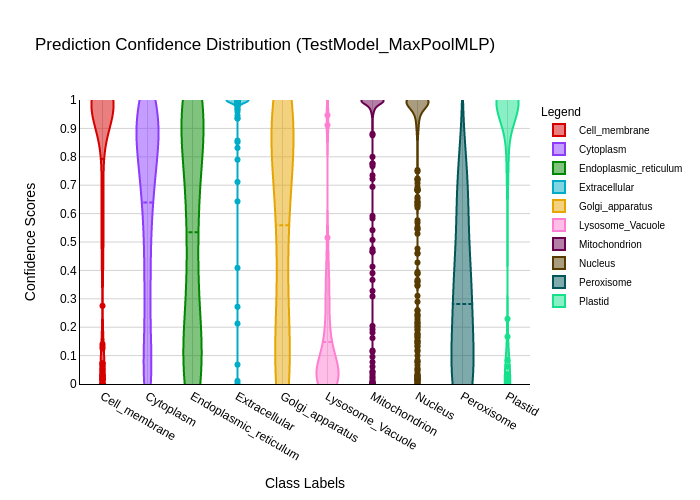 Prediction Confidence Distribution (TestModel_MaxPoolMLP)
Legend
Cell_membrane
Cytoplasm
Endoplasmic_reticulum
Extracellular
Golgi_apparatus
Lysosome_Vacuole
Mitochondrion
Nucleus
Peroxisome
Plastid
Confidence Scores
1
0.9
0.8
0.7
0.6
0.5
0.4
0.3
0.2
0.1
0
Cell_membrane
Cytoplasm
Endoplasmic_reticulum
Extracellular
Golgi_apparatus
Lysosome_Vacuole
Mitochondrion
Nucleus
Peroxisome
Plastid
Class Labels